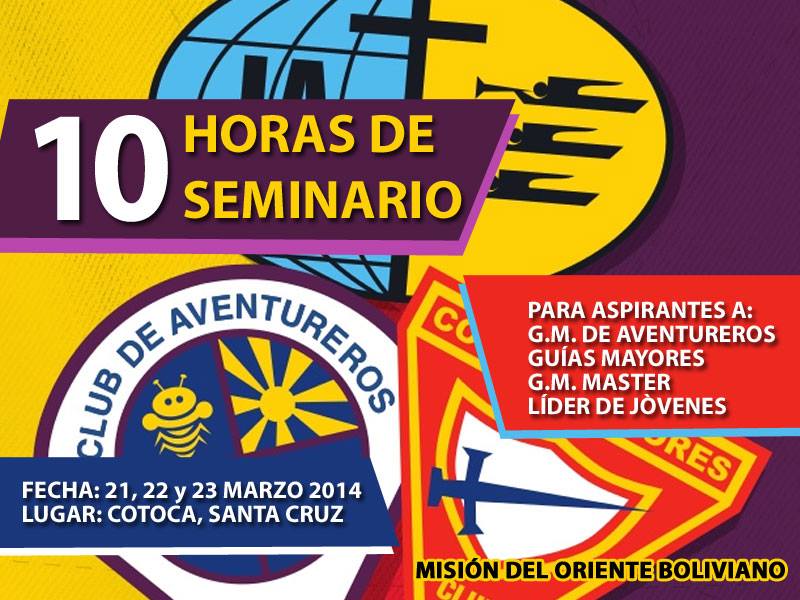 JA
10 HORAS DE
SEMINARIO
CLUB DE AVENTUREROS
PARA ASPIRANTES A:
G.M. DE AVENTUREROS
GUÍAS MAYORES
G.M. MASTER
LÍDER DE JÒVENES
FECHA: 21, 22 y 23 MARZO 2014
LUGAR: COTOCA, SANTA CRUZ
MISIÓN DEL ORIENTE BOLIVIANO